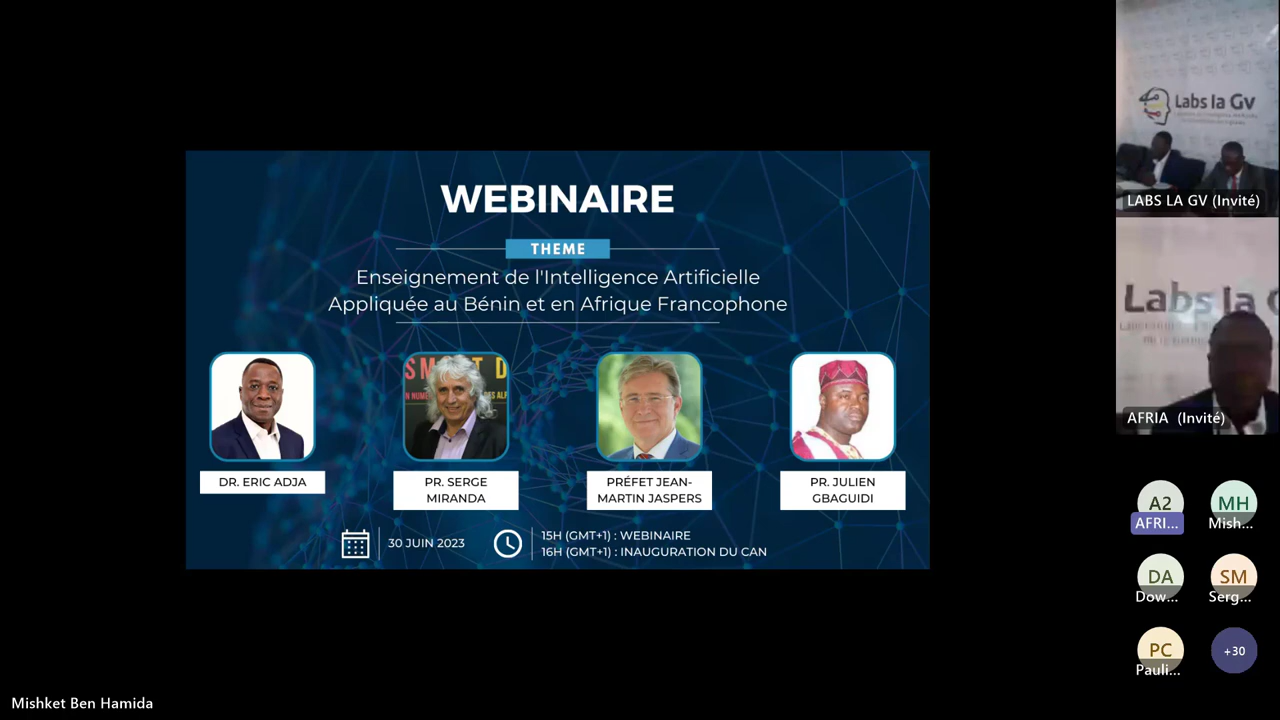 WEBINAIRE
THEME
Enseignement de l'Intelligence Artificielle
Appliquée au Bénin et en Afrique Francophone
DR. ERIC ADJA
PR. SERGE
MIRANDA
PRÉFET JEAN-
MARTIN JASPERS
PR. JULIEN
GBAGUIDI
30 JUIN 2023
15H (GMT+1) : WEBINAIRE
16H (GMT+1) : INAUGURATION DU CAN
Labs la Gv
LABS LA GV (Invité)
Labs la G
AFRIA (Invité)
A2
AFRI...
MH
Mish...
DA
Dow...
SM
Serg...
PC
Pauli...
+30
Mishket Ben Hamida